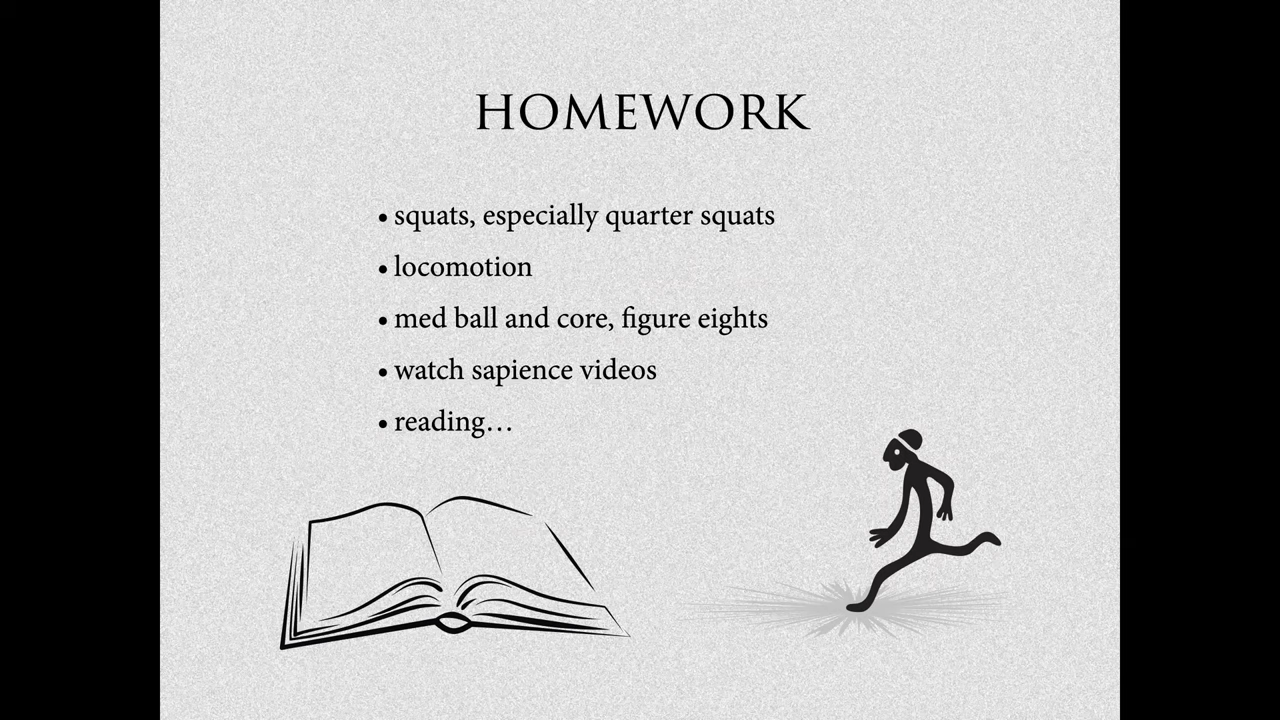 HOMEWORK
• squats, especially quarter squats
• locomotion
• med ball and core, figure eights
• watch sapience videos
• reading…